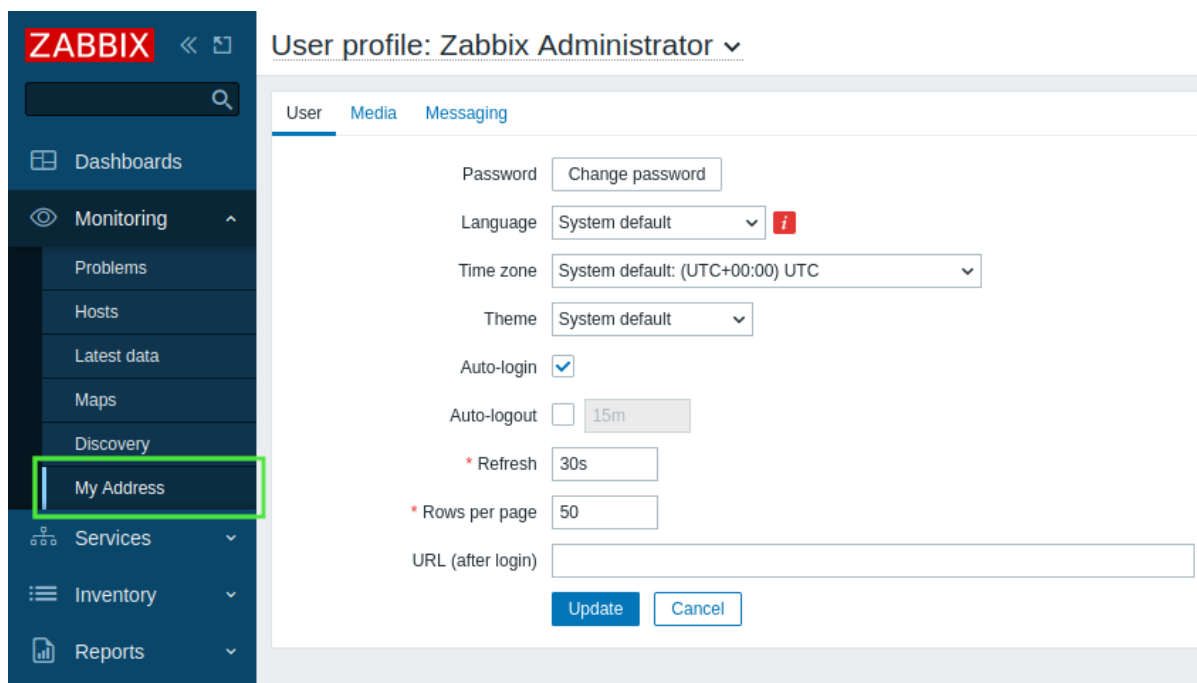 ZABBIX
User profile: Zabbix Administrator
User Media Messaging
Dashboards
Monitoring
Problems
Hosts
Latest data
Maps
Discovery
My Address
Services
Inventory
Reports
Password Change password
Language System default i
Time zone System default: (UTC+00:00) UTC
Theme System default
Auto-login
Auto-logout 15m
* Refresh 30s
* Rows per page 50
URL (after login)
Update Cancel